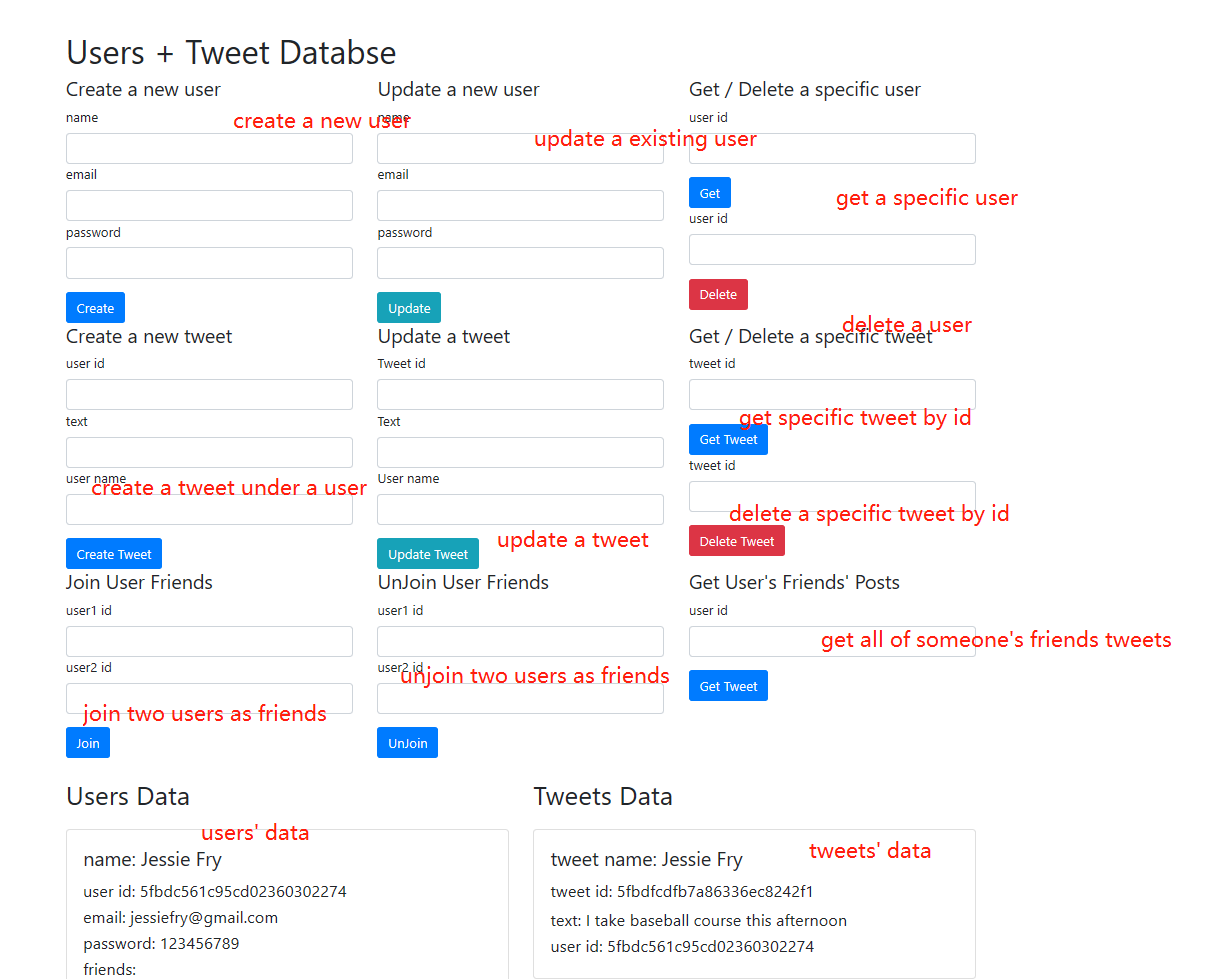 Users + Tweet Databse
Create a new user
name
create a new user
email
password
Create
Update a new user
name
update a existing user
email
password
Update
Get / Delete a specific user
user id
Get
get a specific user
user id
Delete
delete a user
Create a new tweet
user id
text
user name
create a tweet under a user
Create Tweet
Update a tweet
Tweet id
Text
User name
update a tweet
Update Tweet
Get / Delete a specific tweet
tweet id
get specific tweet by id
Get Tweet
tweet id
delete a specific tweet by id
Delete Tweet
Join User Friends
user1 id
user2 id
join two users as friends
Join
UnJoin User Friends
user1 id
user2 id
unjoin two users as friends
UnJoin
Get User's Friends' Posts
user id
get all of someone's friends tweets
Get Tweet
Users Data
users' data
name: Jessie Fry
user id: 5fbdc561c95cd02360302274
email: jessiefry@gmail.com
password: 123456789
friends:
Tweets Data
tweets' data
tweet name: Jessie Fry
tweet id: 5fbdfcdfb7a86336ec8242f1
text: I take baseball course this afternoon
user id: 5fbdc561c95cd02360302274